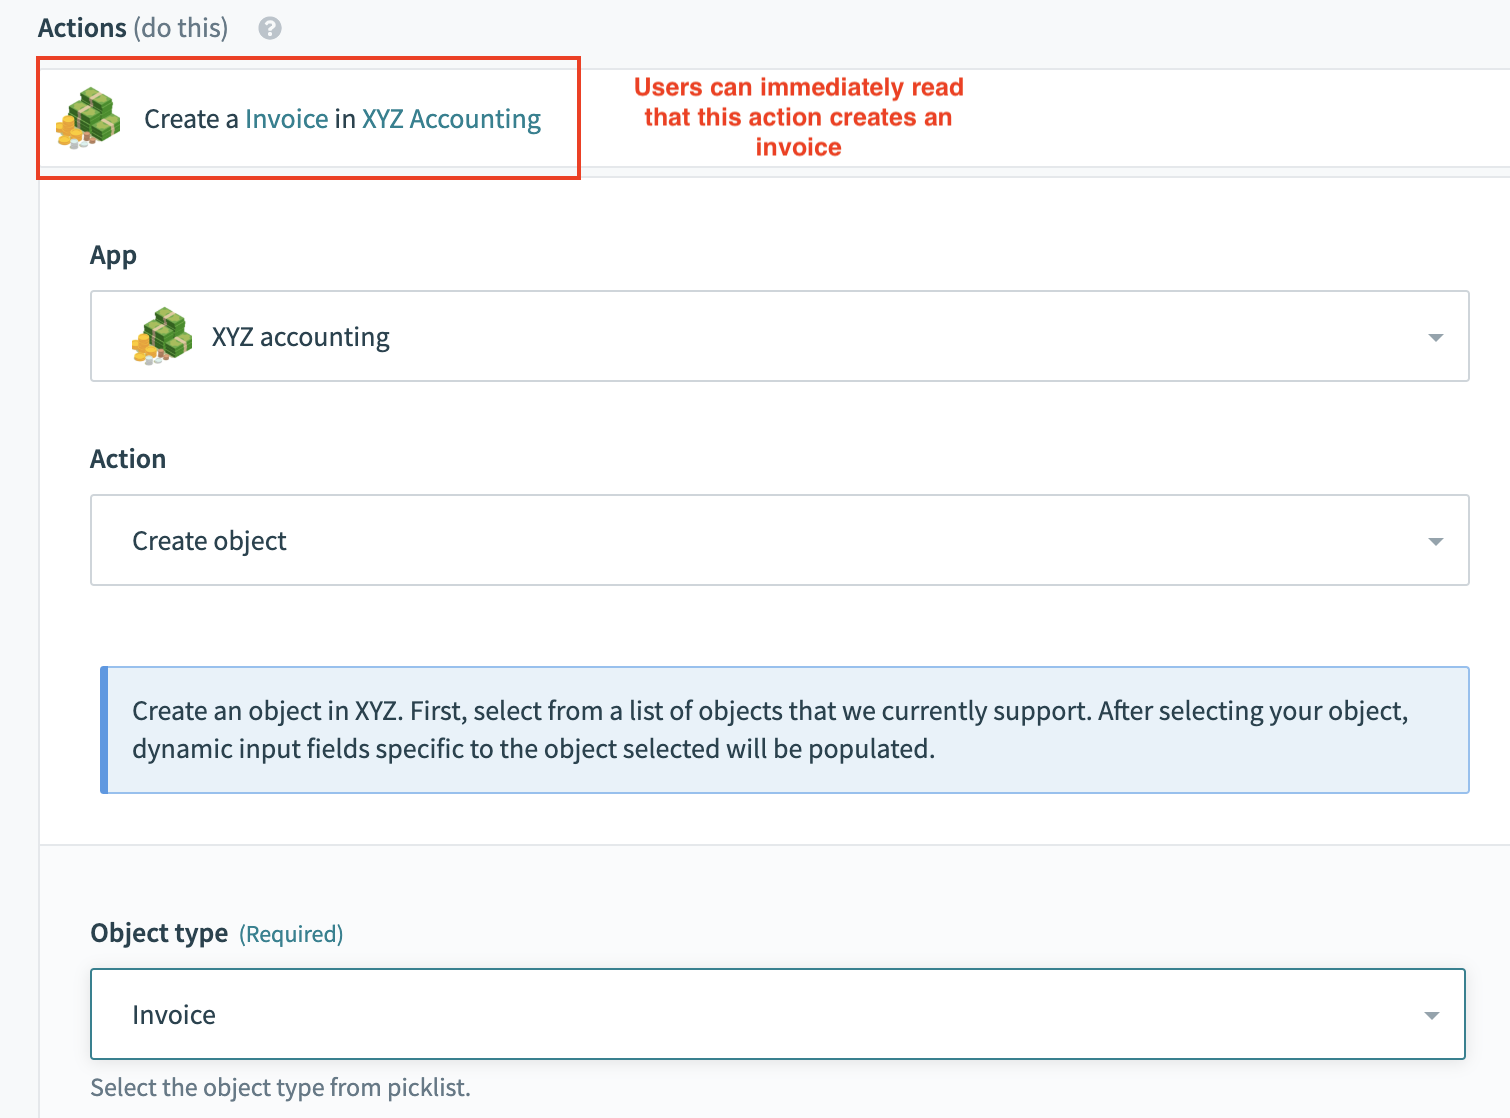 Actions (do this) ?
Create a Invoice in XYZ Accounting
Users can immediately read
that this action creates an
invoice
App
XYZ accounting
Action
Create object
Create an object in XYZ. First, select from a list of objects that we currently support. After selecting your object,
dynamic input fields specific to the object selected will be populated.
Object type (Required)
Invoice
Select the object type from picklist.